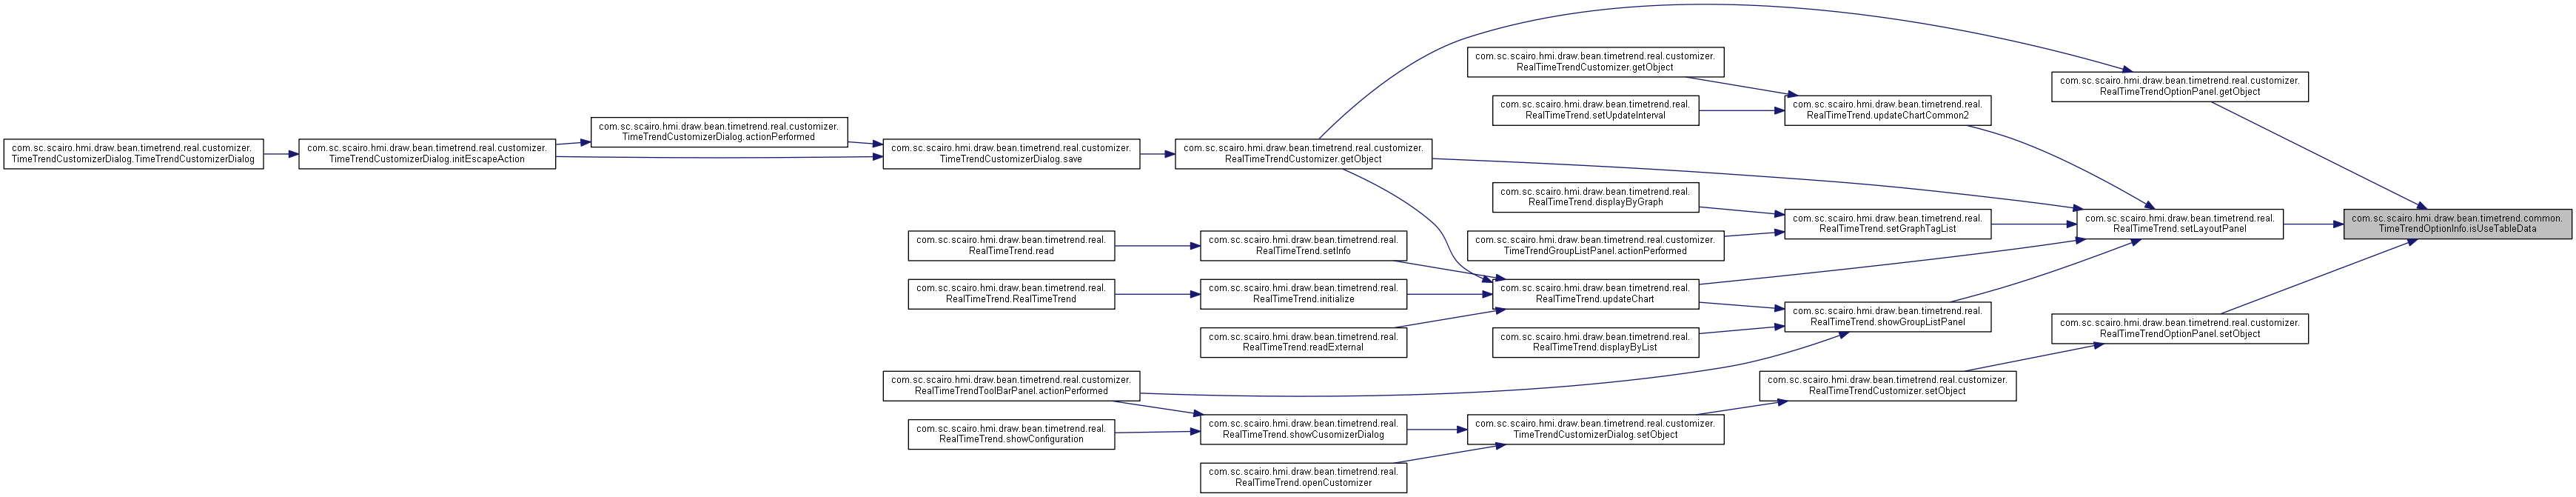 com.sc.scairo.hmi.draw.bean.timetrend.real.customizer.
TimeTrendCustomizerDialog.TimeTrendCustomizerDialog
com.sc.scairo.hmi.draw.bean.timetrend.real.customizer.
TimeTrendCustomizerDialog.initEscapeAction
com.sc.scairo.hmi.draw.bean.timetrend.real.customizer.
TimeTrendCustomizerDialog.actionPerformed
com.sc.scairo.hmi.draw.bean.timetrend.real.customizer.
TimeTrendCustomizerDialog.save
com.sc.scairo.hmi.draw.bean.timetrend.real.
RealTimeTrend.read
com.sc.scairo.hmi.draw.bean.timetrend.real.
RealTimeTrend.RealTimeTrend
com.sc.scairo.hmi.draw.bean.timetrend.real.customizer.
RealTimeTrendToolBarPanel.actionPerformed
com.sc.scairo.hmi.draw.bean.timetrend.real.
RealTimeTrend.showConfiguration
com.sc.scairo.hmi.draw.bean.timetrend.real.customizer.
RealTimeTrendCustomizer.getObject
com.sc.scairo.hmi.draw.bean.timetrend.real.
RealTimeTrend.setInfo
com.sc.scairo.hmi.draw.bean.timetrend.real.
RealTimeTrend.initialize
com.sc.scairo.hmi.draw.bean.timetrend.real.
RealTimeTrend.readExternal
com.sc.scairo.hmi.draw.bean.timetrend.real.
RealTimeTrend.showCusomizerDialog
com.sc.scairo.hmi.draw.bean.timetrend.real.
RealTimeTrend.openCustomizer
com.sc.scairo.hmi.draw.bean.timetrend.real.customizer.
RealTimeTrendCustomizer.getObject
com.sc.scairo.hmi.draw.bean.timetrend.real.
RealTimeTrend.setUpdateInterval
com.sc.scairo.hmi.draw.bean.timetrend.real.
RealTimeTrend.displayByGraph
com.sc.scairo.hmi.draw.bean.timetrend.real.customizer.
TimeTrendGroupListPanel.actionPerformed
com.sc.scairo.hmi.draw.bean.timetrend.real.
RealTimeTrend.updateChart
com.sc.scairo.hmi.draw.bean.timetrend.real.
RealTimeTrend.displayByList
com.sc.scairo.hmi.draw.bean.timetrend.real.customizer.
TimeTrendCustomizerDialog.setObject
com.sc.scairo.hmi.draw.bean.timetrend.real.
RealTimeTrend.updateChartCommon2
com.sc.scairo.hmi.draw.bean.timetrend.real.
RealTimeTrend.setGraphTagList
com.sc.scairo.hmi.draw.bean.timetrend.real.
RealTimeTrend.showGroupListPanel
com.sc.scairo.hmi.draw.bean.timetrend.real.customizer.
RealTimeTrendCustomizer.setObject
com.sc.scairo.hmi.draw.bean.timetrend.real.customizer.
RealTimeTrendOptionPanel.getObject
com.sc.scairo.hmi.draw.bean.timetrend.real.
RealTimeTrend.setLayoutPanel
com.sc.scairo.hmi.draw.bean.timetrend.real.customizer.
RealTimeTrendOptionPanel.setObject
com.sc.scairo.hmi.draw.bean.timetrend.common.
TimeTrendOptionInfo.isUseTableData